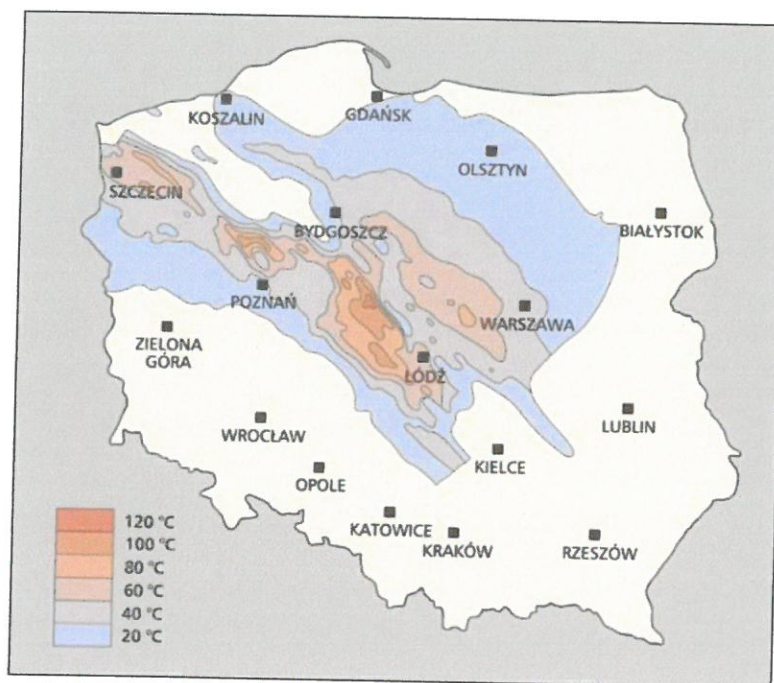 KOSZALIN
GDAŃSK
OLSZTYN
SZCZECIN
BYDGOSZCZ
BIAŁYSTOK
POZNAŃ
WARSZAWA
ZIELONA
GÓRA
ŁÓDŹ
WROCŁAW
LUBLIN
OPOLE
KIELCE
KATOWICE
KRAKÓW
RZESZÓW
120 °C
100 °C
80 °C
60 °C
40 °C
20 °C